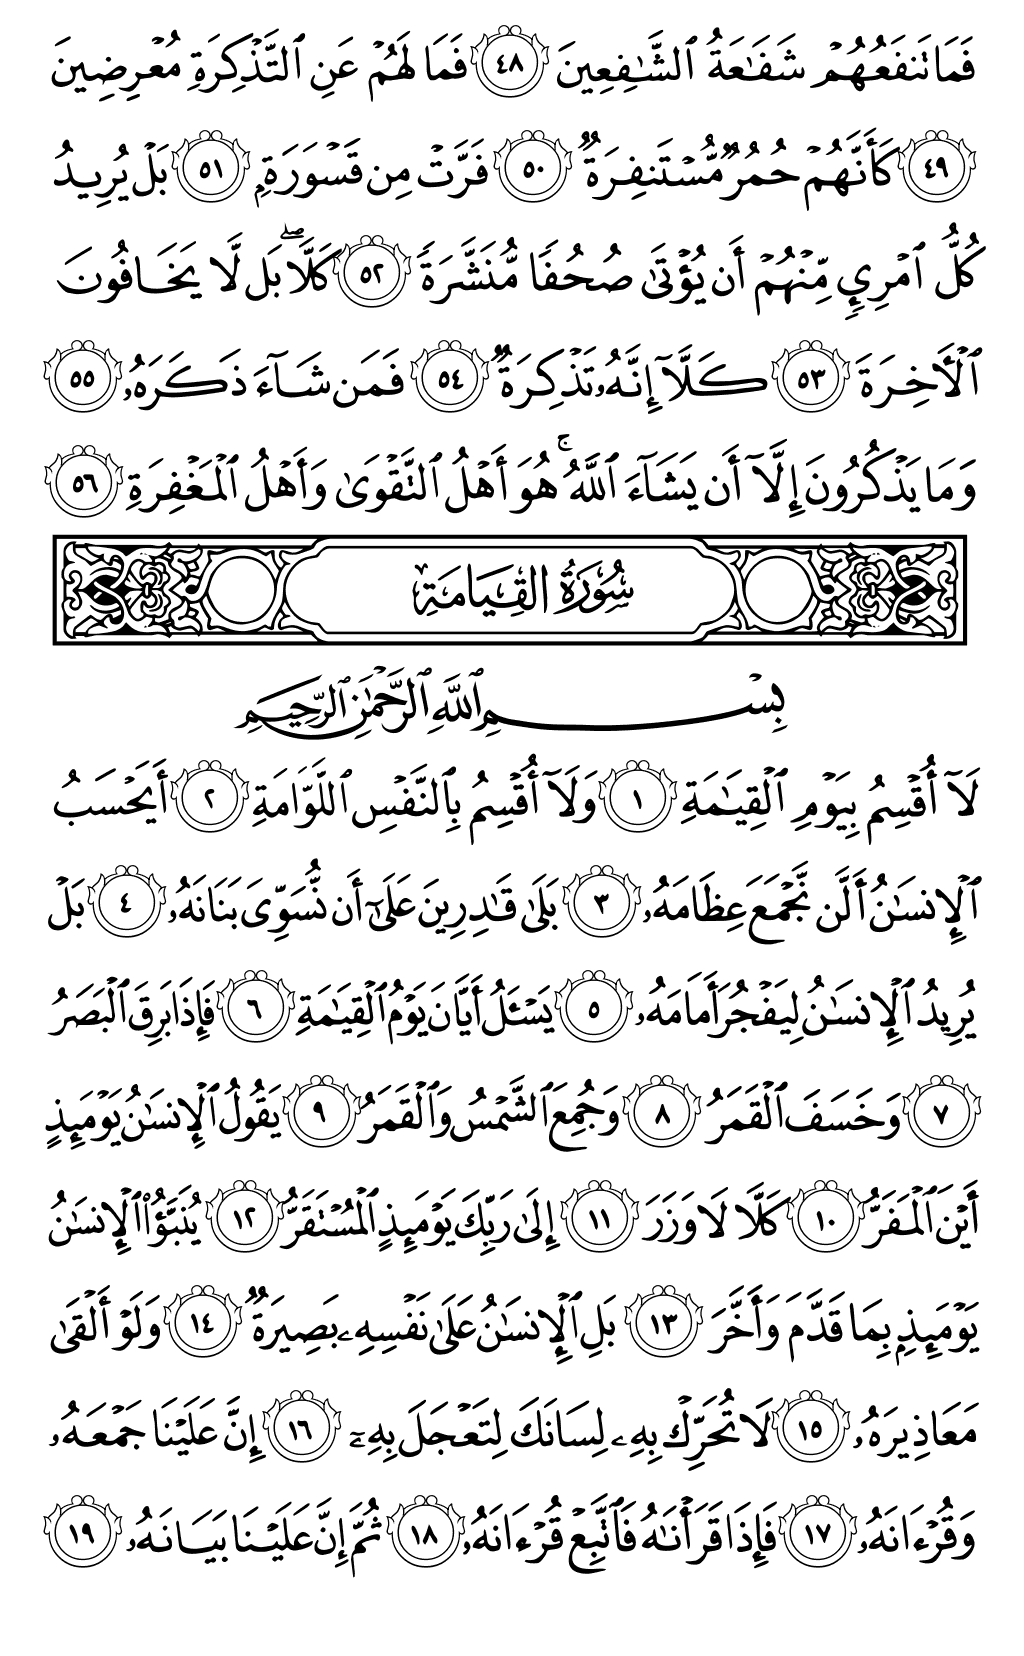 فَمَا تَنفَعُهُمْ شَفَٰعَةُ ٱلشَّٰفِعِينَ ٤٨ فَمَا لَهُمْ عَنِ ٱلتَّذْكِرَةِ مُعْرِضِينَ
٤٩ كَأَنَّهُمْ حُمُرٌ مُّسْتَنفِرَةٌ ٥٠ فَرَّتْ مِن قَسْوَرَةٍۭ ٥١ بَلْ يُرِيدُ
كُلُّ ٱمْرِئٍ مِّنْهُمْ أَن يُؤْتَىٰ صُحُفًا مُّنَشَّرَةً ٥٢ كَلَّا ۖ بَل لَّا يَخَافُونَ
ٱلْءَاخِرَةَ ٥٣ كَلَّآ إِنَّهُۥ تَذْكِرَةٌ ٥٤ فَمَن شَآءَ ذَكَرَهُۥ ٥٥
وَمَا يَذْكُرُونَ إِلَّآ أَن يَشَآءَ ٱللَّهُ ۚ هُوَ أَهْلُ ٱلتَّقْوَىٰ وَأَهْلُ ٱلْمَغْفِرَةِ ٥٦
سُورَةُ القِيَامَةِ
بِسْمِ ٱللَّهِ ٱلرَّحْمَٰنِ ٱلرَّحِيمِ
لَآ أُقْسِمُ بِيَوْمِ ٱلْقِيَٰمَةِ ١ وَلَآ أُقْسِمُ بِٱلنَّفْسِ ٱللَّوَّامَةِ ٢ أَيَحْسَبُ
ٱلْإِنسَٰنُ أَلَّن نَّجْمَعَ عِظَامَهُۥ ٣ بَلَىٰ قَٰدِرِينَ عَلَىٰٓ أَن نُّسَوِّىَ بَنَانَهُۥ ٤ بَلْ
يُرِيدُ ٱلْإِنسَٰنُ لِيَفْجُرَ أَمَامَهُۥ ٥ يَسْـَٔلُ أَيَّانَ يَوْمُ ٱلْقِيَٰمَةِ ٦ فَإِذَا بَرِقَ ٱلْبَصَرُ
٧ وَخَسَفَ ٱلْقَمَرُ ٨ وَجُمِعَ ٱلشَّمْسُ وَٱلْقَمَرُ ٩ يَقُولُ ٱلْإِنسَٰنُ يَوْمَئِذٍ
أَيْنَ ٱلْمَفَرُّ ١٠ كَلَّا لَا وَزَرَ ١١ إِلَىٰ رَبِّكَ يَوْمَئِذٍ ٱلْمُسْتَقَرُّ ١٢ يُنَبَّؤُا۟ ٱلْإِنسَٰنُ
يَوْمَئِذٍۭ بِمَا قَدَّمَ وَأَخَّرَ ١٣ بَلِ ٱلْإِنسَٰنُ عَلَىٰ نَفْسِهِۦ بَصِيرَةٌ ١٤ وَلَوْ أَلْقَىٰ
مَعَاذِيرَهُۥ ١٥ لَا تُحَرِّكْ بِهِۦ لِسَانَكَ لِتَعْجَلَ بِهِۦٓ ١٦ إِنَّ عَلَيْنَا جَمْعَهُۥ
وَقُرْءَانَهُۥ ١٧ فَإِذَا قَرَأْنَٰهُ فَٱتَّبِعْ قُرْءَانَهُۥ ١٨ ثُمَّ إِنَّ عَلَيْنَا بَيَانَهُۥ ١٩